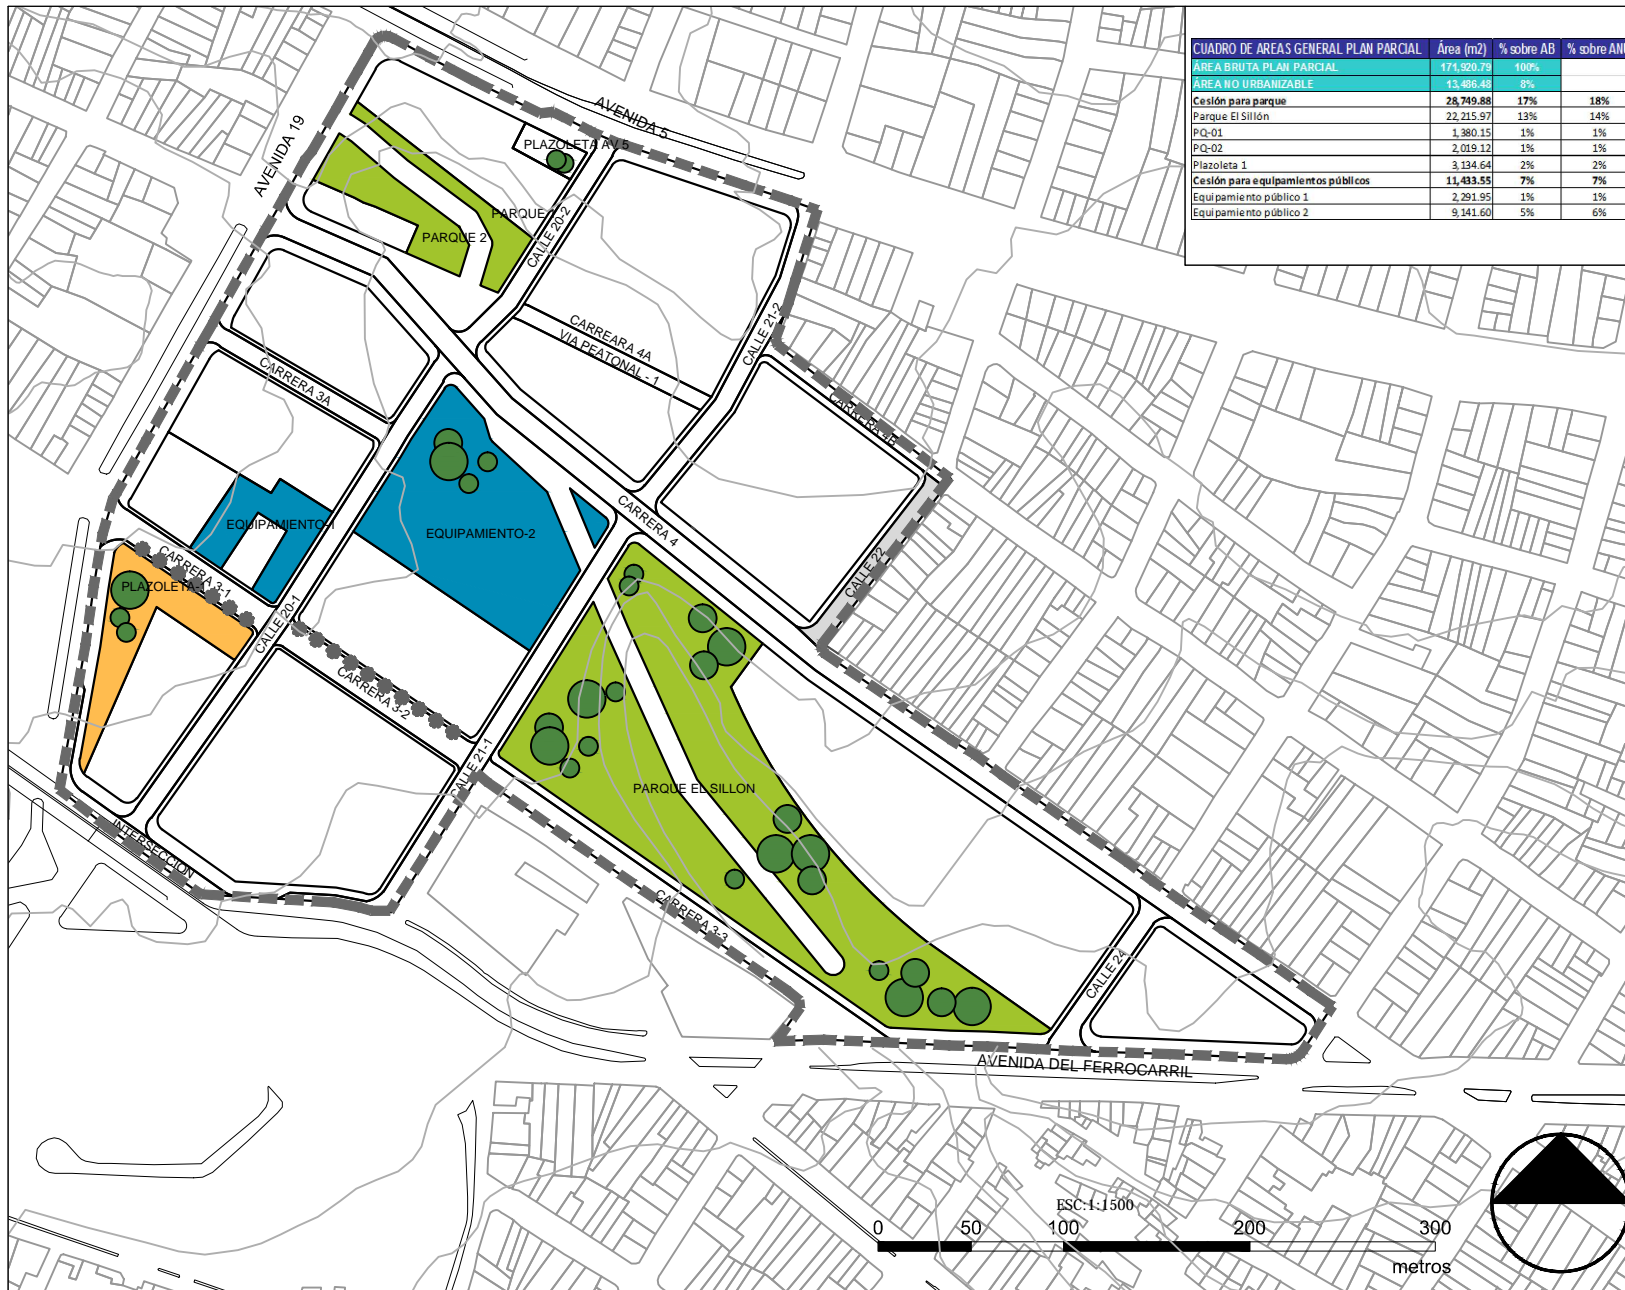 CUADRO DE AREAS GENERAL PLAN PARCIAL Área (m2) % sobre AB % sobre ANU
ÁREA BRUTA PLAN PARCIAL 171,920.79 100%
ÁREA NO URBANIZABLE 13,486.48 8%
Cesión para parque 28,749.88 17% 18%
Parque El Sillón 22,215.97 13% 14%
PQ-01 1,380.15 1% 1%
PQ-02 2,019.12 1% 1%
Plazoleta 1 3,134.64 2% 2%
Cesión para equipamientos públicos 11,433.55 7% 7%
Equipamiento público 1 2,291.95 1% 1%
Equipamiento público 2 9,141.60 5% 6%
AVENIDA 5
AVENIDA 19
PLAZOLETA AV 5
PARQUE
PARQUE 2
CALLE 20-2
CALLE 21-2
CARREARA 4A
VIA PEATONAL - 1
CARRERA 3A
CARRERA 4B
EQUIPAMIENTO-1
EQUIPAMIENTO-2
CARRERA 4
CARRERA 3-1
PLAZOLETA-
CALLE 22
CALLE 20-1
CARRERA 3-2
CALLE 21-1
PARQUE EL SILLON
INTERSECCION
CARRERA 3-3
CALLE 24
AVENIDA DEL FERROCARRIL
ESC:1:1500
0 50 100 200 300
metros